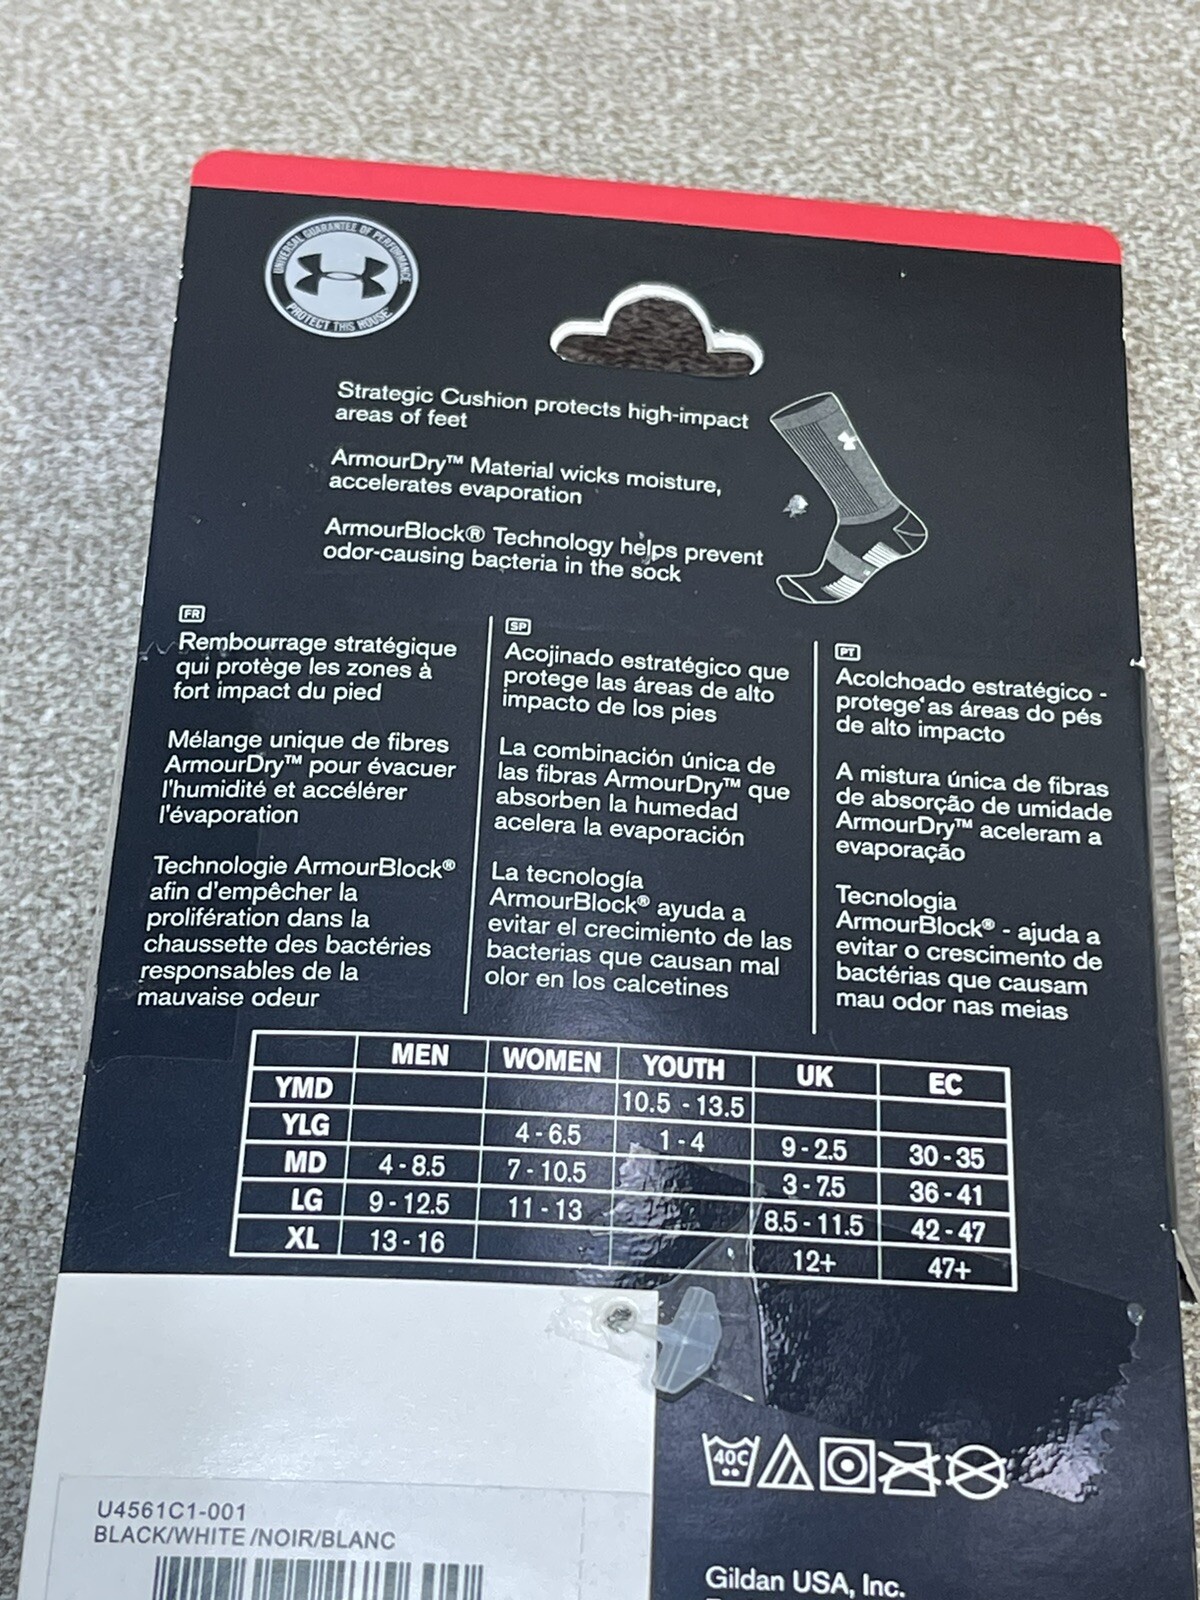 UNIVERSAL GUARANTEE OF PERFORMANCE
PROTECT THIS HOUSE
Strategic Cushion protects high-impact
areas of feet
ArmourDry™ Material wicks moisture,
accelerates evaporation
ArmourBlock® Technology helps prevent
odor-causing bacteria in the sock
FR
Rembourrage stratégique
qui protège les zones à
fort impact du pied
Mélange unique de fibres
ArmourDry™ pour évacuer
l'humidité et accélérer
l'évaporation
Technologie ArmourBlock®
afin d'empêcher la
prolifération dans la
chaussette des bactéries
responsables de la
mauvaise odeur
SP
Acojinado estratégico que
protege las áreas de alto
impacto de los pies
La combinación única de
las fibras ArmourDry™ que
absorben la humedad
acelera la evaporación
La tecnología
ArmourBlock® ayuda a
evitar el crecimiento de las
bacterias que causan mal
olor en los calcetines
PT
Acolchoado estratégico -
protege as áreas do pés
de alto impacto
A mistura única de fibras
de absorção de umidade
ArmourDry™ aceleram a
evaporação
Tecnologia
ArmourBlock® - ajuda a
evitar o crescimento de
bactérias que causam
mau odor nas meias
MEN WOMEN YOUTH UK EC
YMD 10.5 - 13.5
YLG 4 - 6.5 1 - 4 9 - 2.5 30 - 35
MD 4 - 8.5 7 - 10.5 3 - 7.5 36 - 41
LG 9 - 12.5 11 - 13 8.5 - 11.5 42 - 47
XL 13 - 16 12+ 47+
40C
U4561C1-001
BLACK/WHITE /NOIR/BLANC
Gildan USA, Inc.